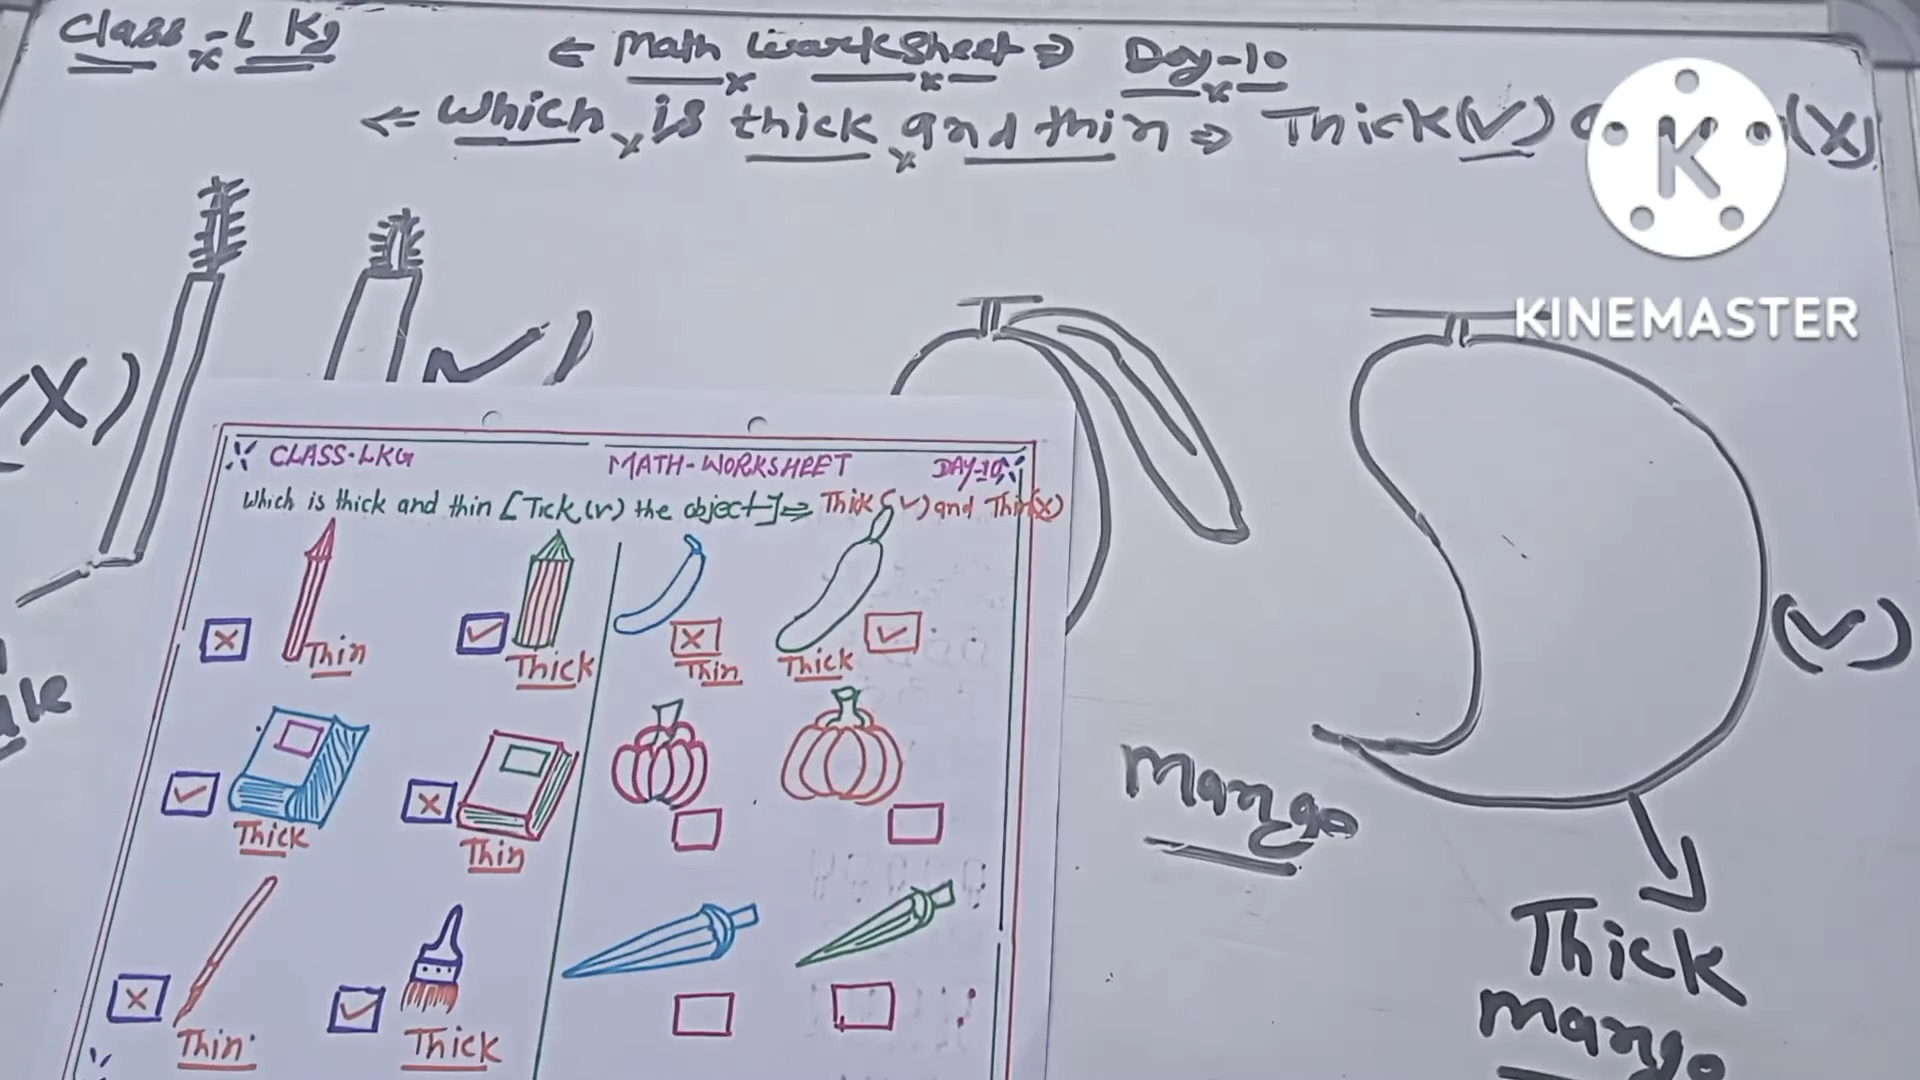 Class - L Kg
← Math Worksheet ⇒ Day-10
← Which is thick and thin ⇒ Thick(✓) (X)
K
KINEMASTER
(X)
✓)
CLASS-LKG MATH-WORKSHEET DAY-10
Which is thick and thin [Tick (✓) the object] ⇒ Thick (✓) and Thin (x)
Thin Thick Thin Thick
Thick Thin
Thin Thick
(✓)
Mango
Thick
mango